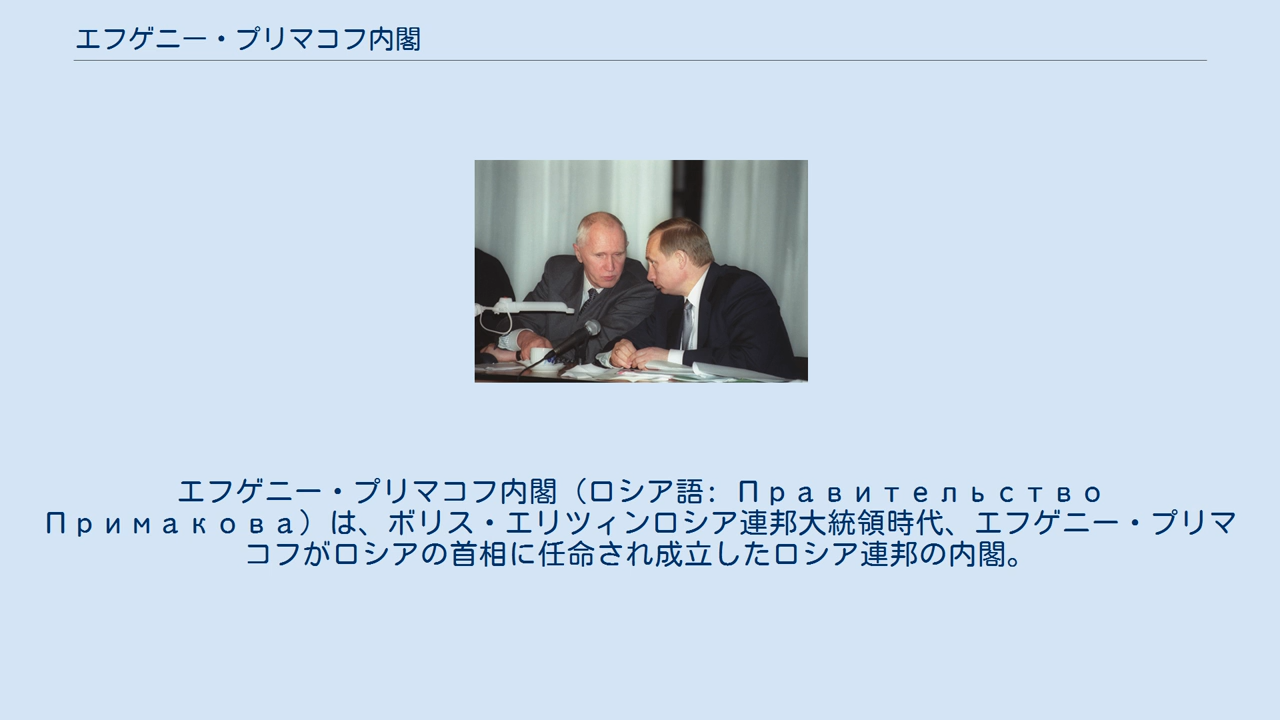 エフゲニー・プリマコフ内閣
エフゲニー・プリマコフ内閣（ロシア語: Правительство
Примакова）は、ボリス・エリツィンロシア連邦大統領時代、エフゲニー・プリマ
コフがロシアの首相に任命され成立したロシア連邦の内閣。